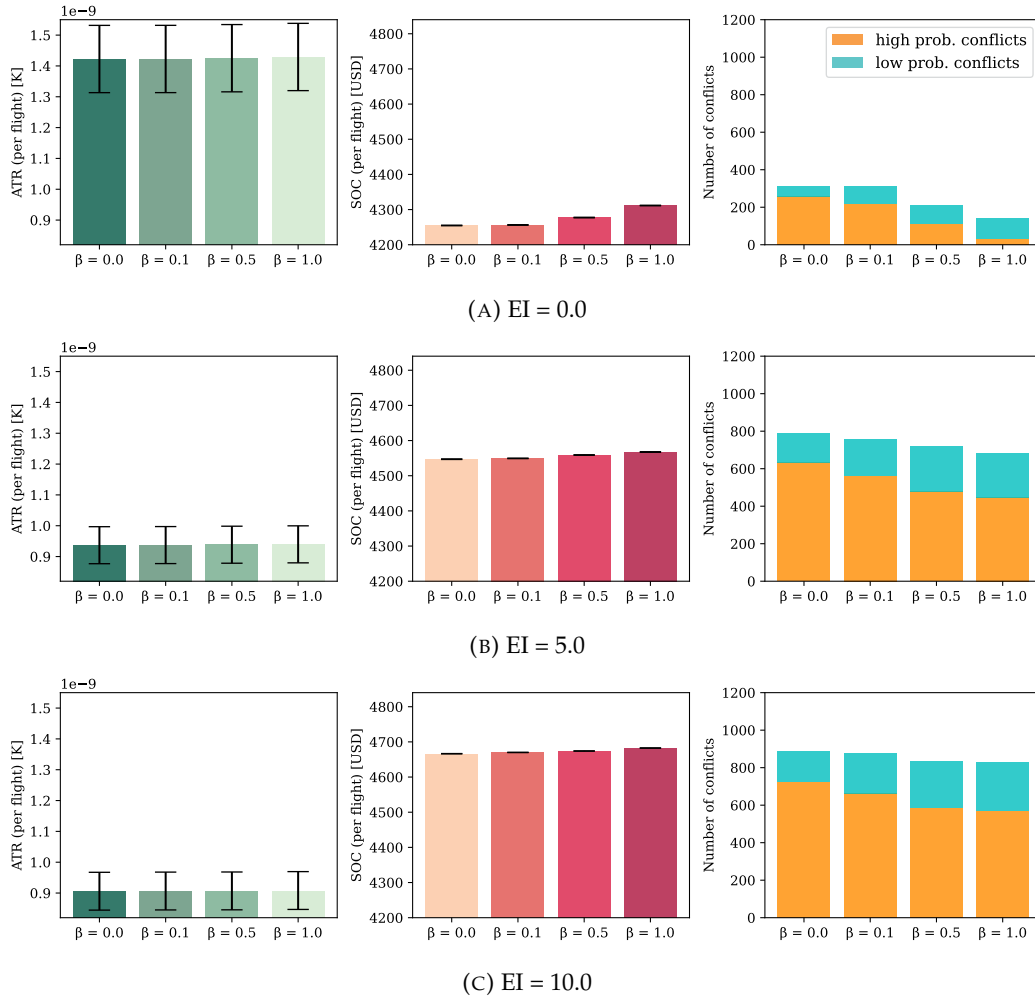 1e−9
ATR (per flight) [K]
1.5
1.4
1.3
1.2
1.1
1.0
0.9
β = 0.0 β = 0.1 β = 0.5 β = 1.0
SOC (per flight) [USD]
4800
4700
4600
4500
4400
4300
4200
β = 0.0 β = 0.1 β = 0.5 β = 1.0
Number of conflicts
1200
1000
800
600
400
200
0
high prob. conflicts
low prob. conflicts
β = 0.0 β = 0.1 β = 0.5 β = 1.0
(A) EI = 0.0
1e−9
ATR (per flight) [K]
1.5
1.4
1.3
1.2
1.1
1.0
0.9
β = 0.0 β = 0.1 β = 0.5 β = 1.0
SOC (per flight) [USD]
4800
4700
4600
4500
4400
4300
4200
β = 0.0 β = 0.1 β = 0.5 β = 1.0
Number of conflicts
1200
1000
800
600
400
200
0
β = 0.0 β = 0.1 β = 0.5 β = 1.0
(B) EI = 5.0
1e−9
ATR (per flight) [K]
1.5
1.4
1.3
1.2
1.1
1.0
0.9
β = 0.0 β = 0.1 β = 0.5 β = 1.0
SOC (per flight) [USD]
4800
4700
4600
4500
4400
4300
4200
β = 0.0 β = 0.1 β = 0.5 β = 1.0
Number of conflicts
1200
1000
800
600
400
200
0
β = 0.0 β = 0.1 β = 0.5 β = 1.0
(C) EI = 10.0